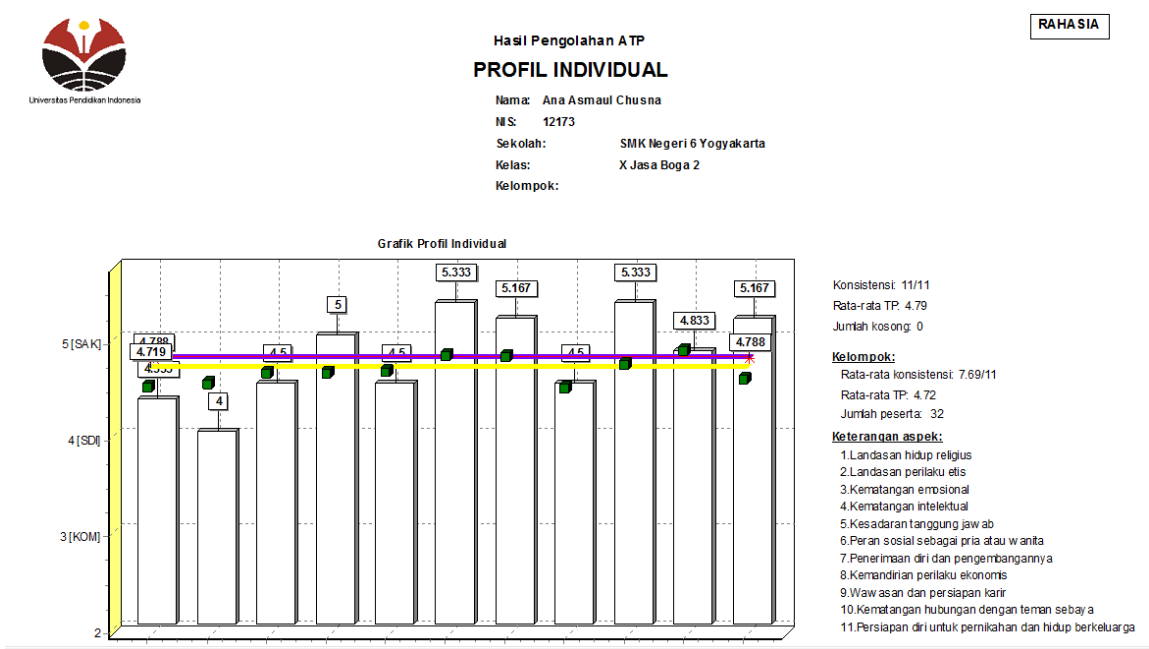 RAHASIA
Universitas Pendidikan Indonesia
Hasil Pengolahan ATP
PROFIL INDIVIDUAL
Nama: Ana Asmaul Chusna
NIS: 12173
Sekolah: SMK Negeri 6 Yogyakarta
Kelas: X Jasa Boga 2
Kelompok:
Grafik Profil Individual
5 [SAK]
4 [SDI]
3 [KOM]
2
4.788
4.719
4
4.5
5
4.5
5.333
5.167
4.5
5.333
4.833
5.167
4.788
Konsistensi: 11/11
Rata-rata TP: 4.79
Jumlah kosong: 0
Kelompok:
Rata-rata konsistensi: 7.69/11
Rata-rata TP: 4.72
Jumlah peserta: 32
Keterangan aspek:
1.Landasan hidup religius
2.Landasan perilaku etis
3.Kematangan emosional
4.Kematangan intelektual
5.Kesadaran tanggung jawab
6.Peran sosial sebagai pria atau wanita
7.Penerimaan diri dan pengembangannya
8.Kemandirian perilaku ekonomis
9.Wawasan dan persiapan karir
10.Kematangan hubungan dengan teman sebaya
11.Persiapan diri untuk pernikahan dan hidup berkeluarga